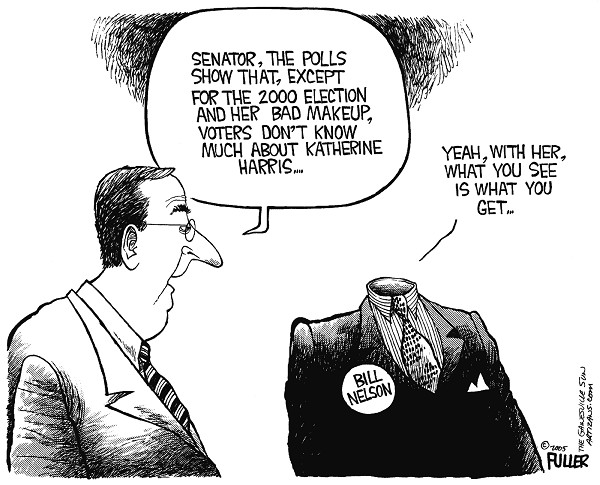 SENATOR, THE POLLS
SHOW THAT, EXCEPT
FOR THE 2000 ELECTION
AND HER BAD MAKEUP,
VOTERS DON'T KNOW
MUCH ABOUT KATHERINE
HARRIS....
YEAH, WITH HER,
WHAT YOU SEE
IS WHAT YOU
GET...
BILL
NELSON
© 2005
FULLER
THE GAINESVILLE SUN
ARTIZANS.COM